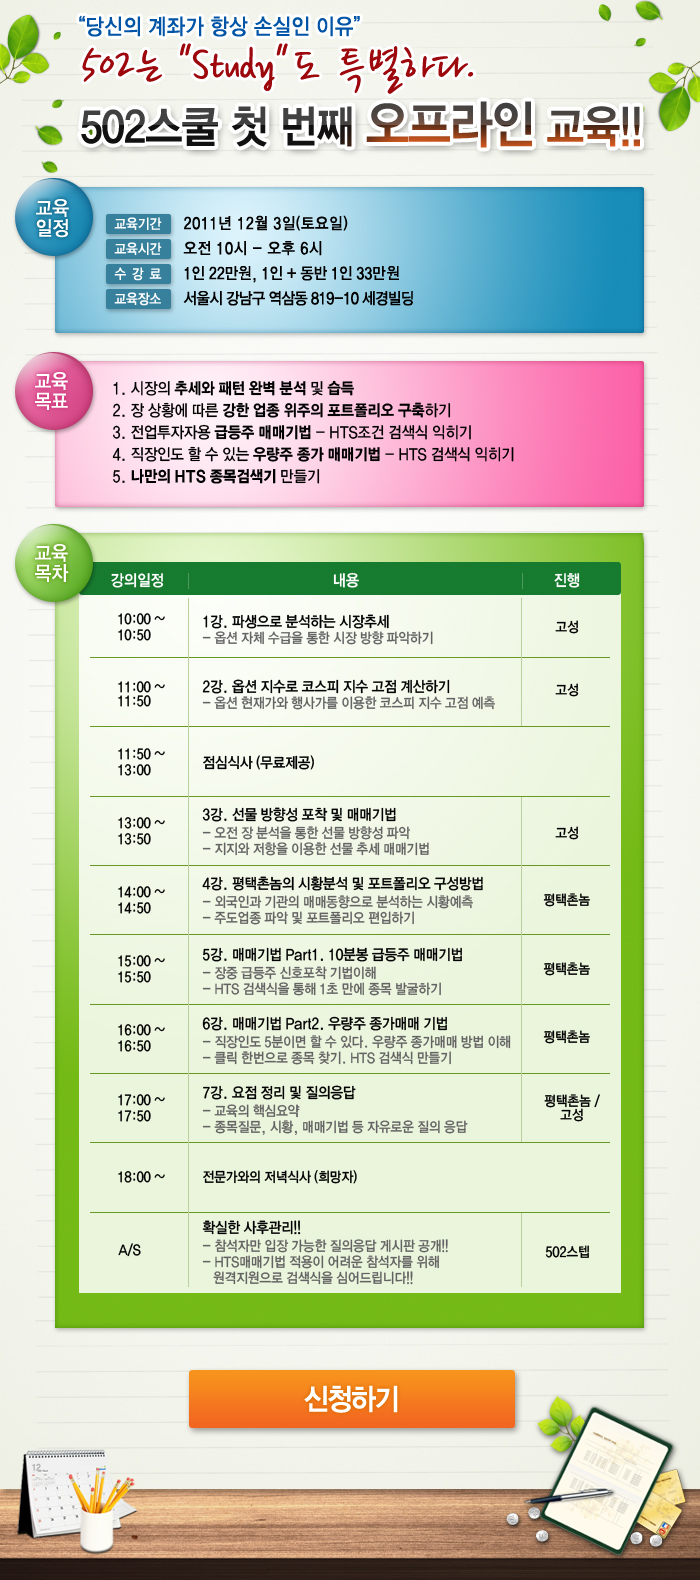 “당신의 계좌가 항상 손실인 이유”
502는 "Study"도 특별하다.
502스쿨 첫 번째 오프라인 교육!!
교육
일정
교육기간 2011년 12월 3일(토요일)
교육시간 오전 10시 - 오후 6시
수 강 료 1인 22만원, 1인 + 동반 1인 33만원
교육장소 서울시 강남구 역삼동 819-10 세경빌딩
교육
목표
1. 시장의 추세와 패턴 완벽 분석 및 습득
2. 장 상황에 따른 강한 업종 위주의 포트폴리오 구축하기
3. 전업투자자용 급등주 매매기법 - HTS조건 검색식 익히기
4. 직장인도 할 수 있는 우량주 종가 매매기법 - HTS 검색식 익히기
5. 나만의 HTS 종목검색기 만들기
교육
목차
강의일정 내용 진행
10:00 ~
10:50
1강. 파생으로 분석하는 시장추세
- 옵션 자체 수급을 통한 시장 방향 파악하기
고성
11:00 ~
11:50
2강. 옵션 지수로 코스피 지수 고점 계산하기
- 옵션 현재가와 행사가를 이용한 코스피 지수 고점 예측
고성
11:50 ~
13:00
점심식사 (무료제공)
13:00 ~
13:50
3강. 선물 방향성 포착 및 매매기법
- 오전 장 분석을 통한 선물 방향성 파악
- 지지와 저항을 이용한 선물 추세 매매기법
고성
14:00 ~
14:50
4강. 평택촌놈의 시황분석 및 포트폴리오 구성방법
- 외국인과 기관의 매매동향으로 분석하는 시황예측
- 주도업종 파악 및 포트폴리오 편입하기
평택촌놈
15:00 ~
15:50
5강. 매매기법 Part1. 10분봉 급등주 매매기법
- 장중 급등주 신호포착 기법이해
- HTS 검색식을 통해 1초 만에 종목 발굴하기
평택촌놈
16:00 ~
16:50
6강. 매매기법 Part2. 우량주 종가매매 기법
- 직장인도 5분이면 할 수 있다. 우량주 종가매매 방법 이해
- 클릭 한번으로 종목 찾기. HTS 검색식 만들기
평택촌놈
17:00 ~
17:50
7강. 요점 정리 및 질의응답
- 교육의 핵심요약
- 종목질문, 시황, 매매기법 등 자유로운 질의 응답
평택촌놈 /
고성
18:00 ~
전문가와의 저녁식사 (희망자)
A/S
확실한 사후관리!!
- 참석자만 입장 가능한 질의응답 게시판 공개!!
- HTS매매기법 적용이 어려운 참석자를 위해
원격지원으로 검색식을 심어드립니다!!
502스텝
신청하기
12